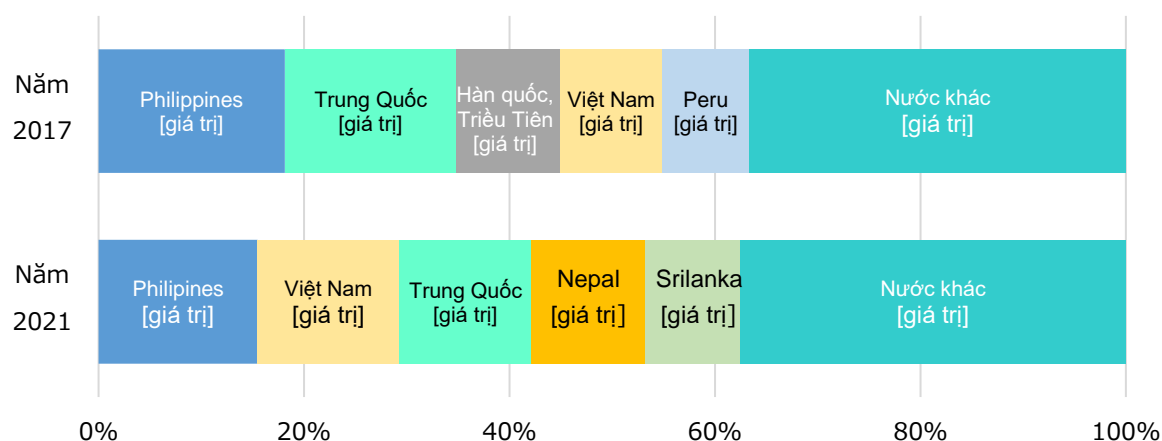 Năm
2017
Philippines
[giá trị]
Trung Quốc
[giá trị]
Hàn quốc,
Triều Tiên
[giá trị]
Việt Nam
[giá trị]
Peru
[giá trị]
Nước khác
[giá trị]
Năm
2021
Philipines
[giá trị]
Việt Nam
[giá trị]
Trung Quốc
[giá trị]
Nepal
[giá trị]
Srilanka
[giá trị]
Nước khác
[giá trị]
0% 20% 40% 60% 80% 100%